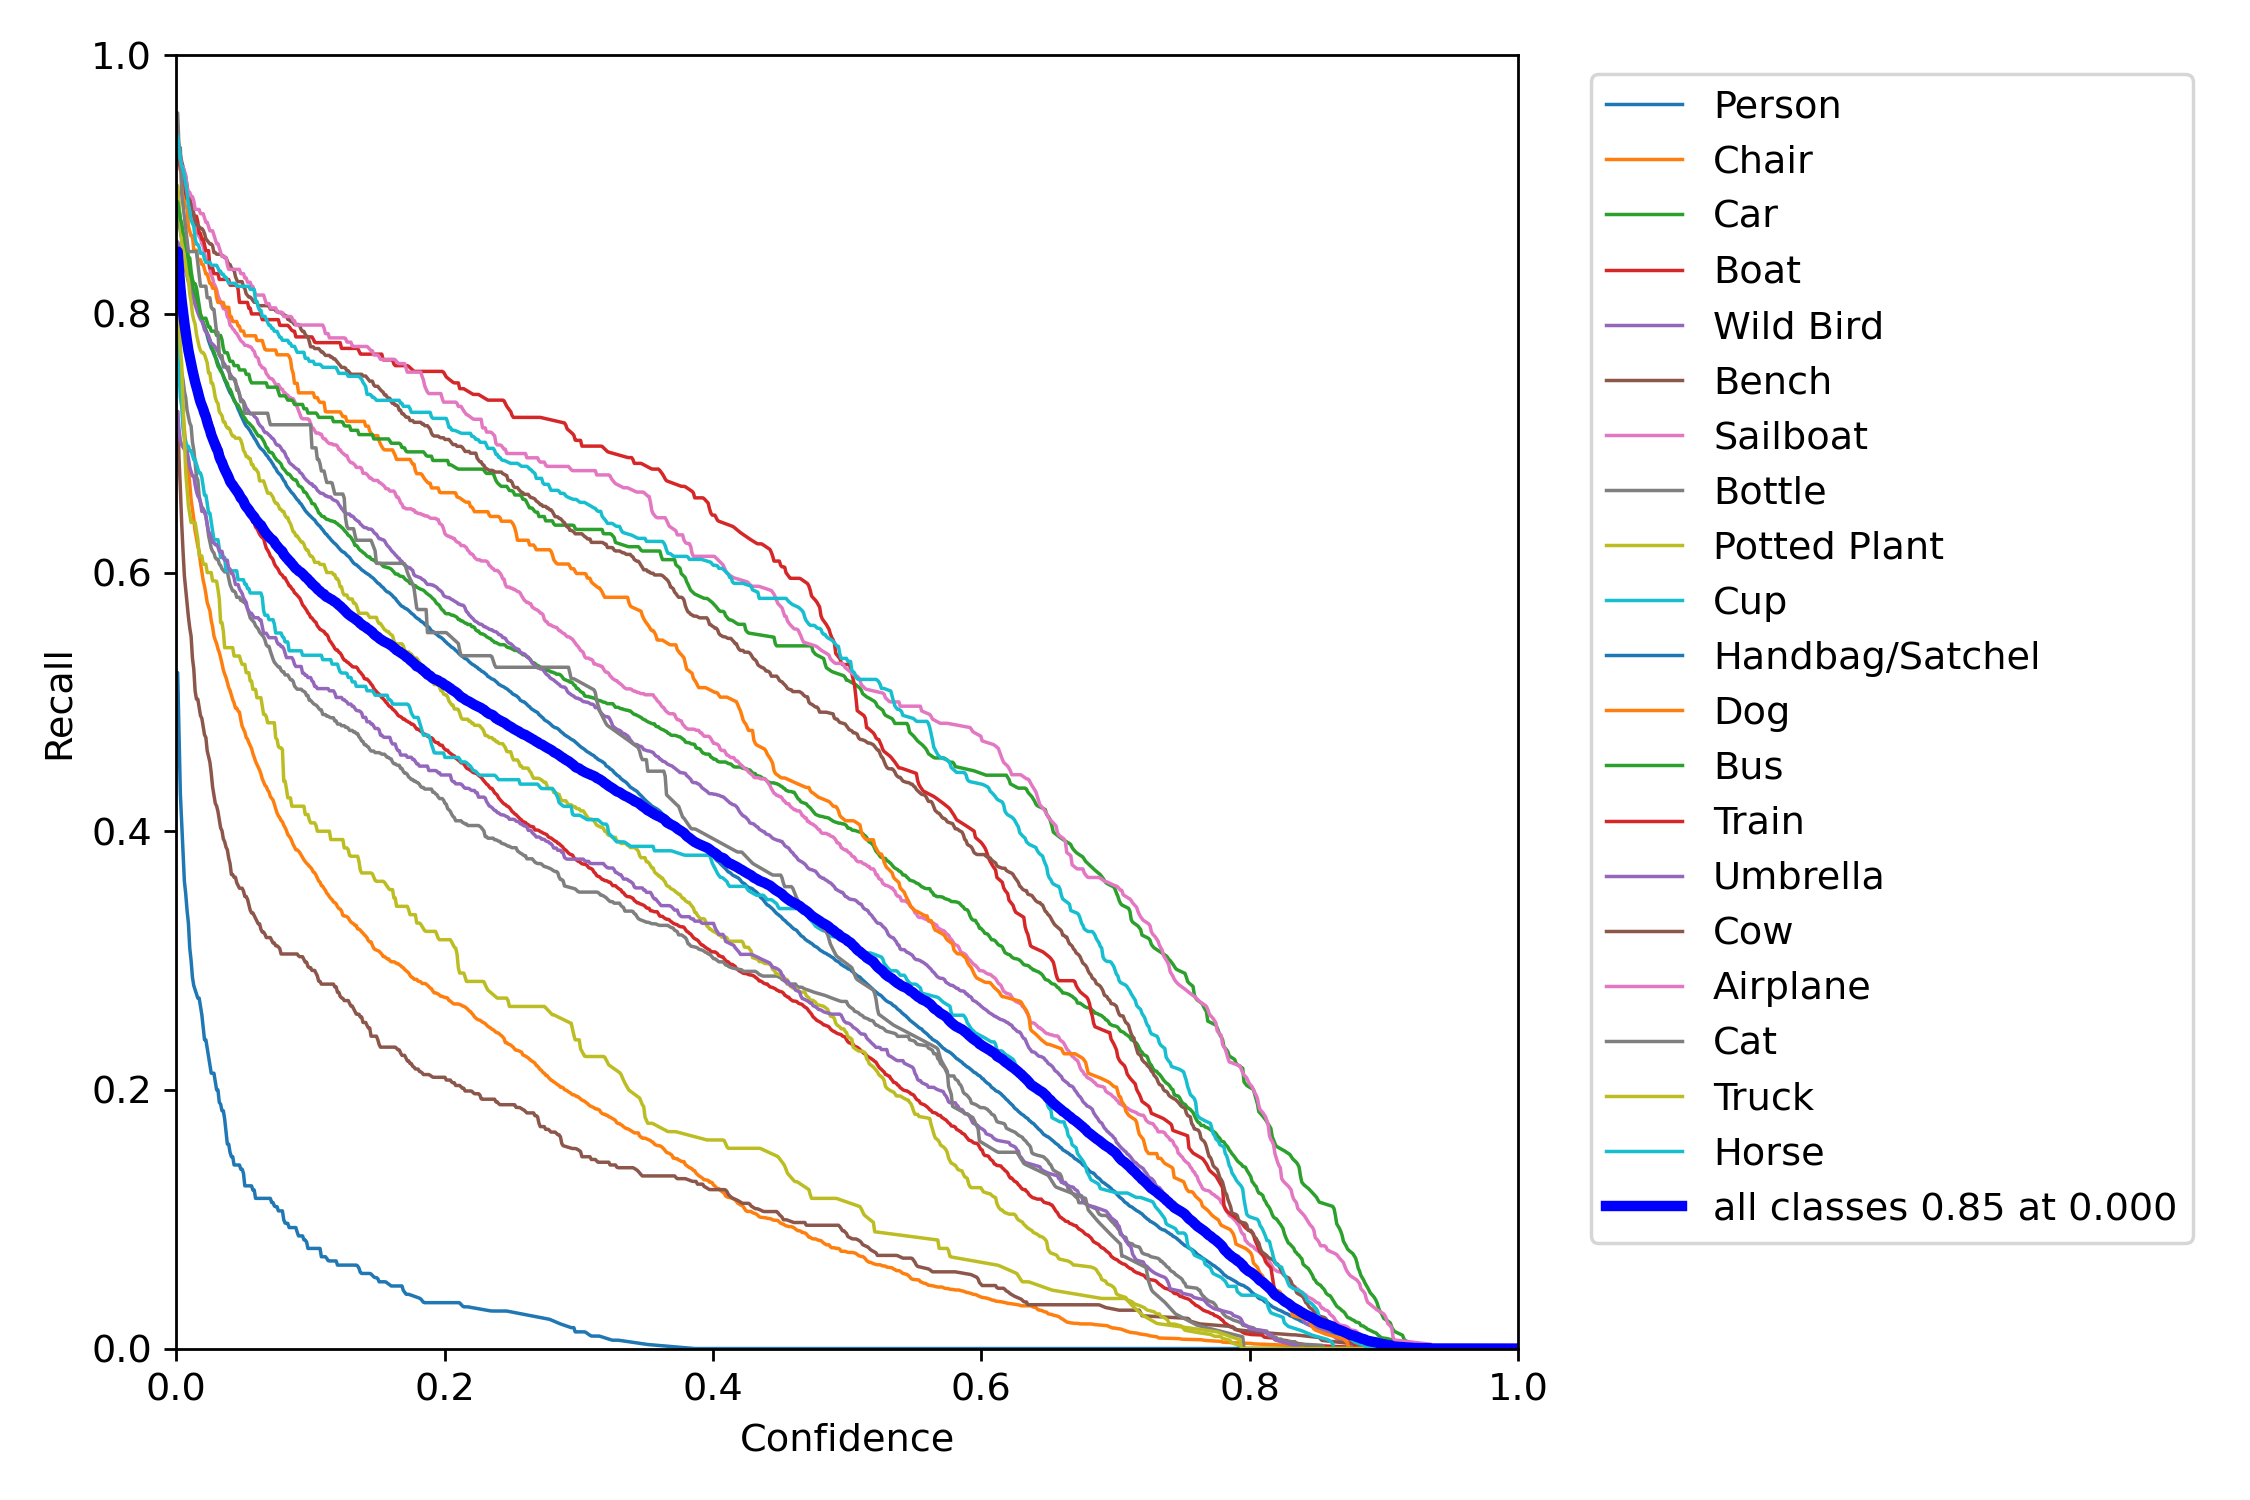 1.0
0.8
0.6
0.4
0.2
0.0
Recall
0.0 0.2 0.4 0.6 0.8 1.0
Confidence
Person
Chair
Car
Boat
Wild Bird
Bench
Sailboat
Bottle
Potted Plant
Cup
Handbag/Satchel
Dog
Bus
Train
Umbrella
Cow
Airplane
Cat
Truck
Horse
all classes 0.85 at 0.000